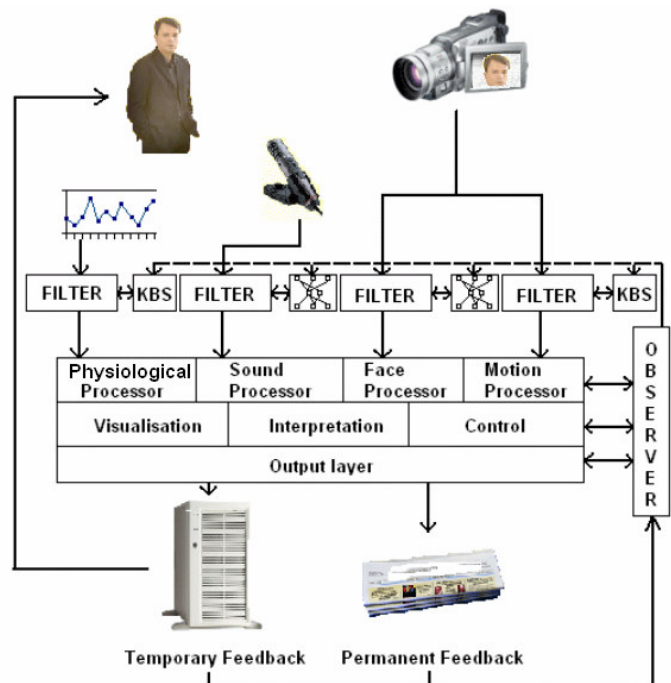 FILTER KBS FILTER FILTER FILTER KBS
OBSERVER
Physiological Processor
Sound Processor
Face Processor
Motion Processor
Visualisation Interpretation Control
Output layer
Temporary Feedback Permanent Feedback